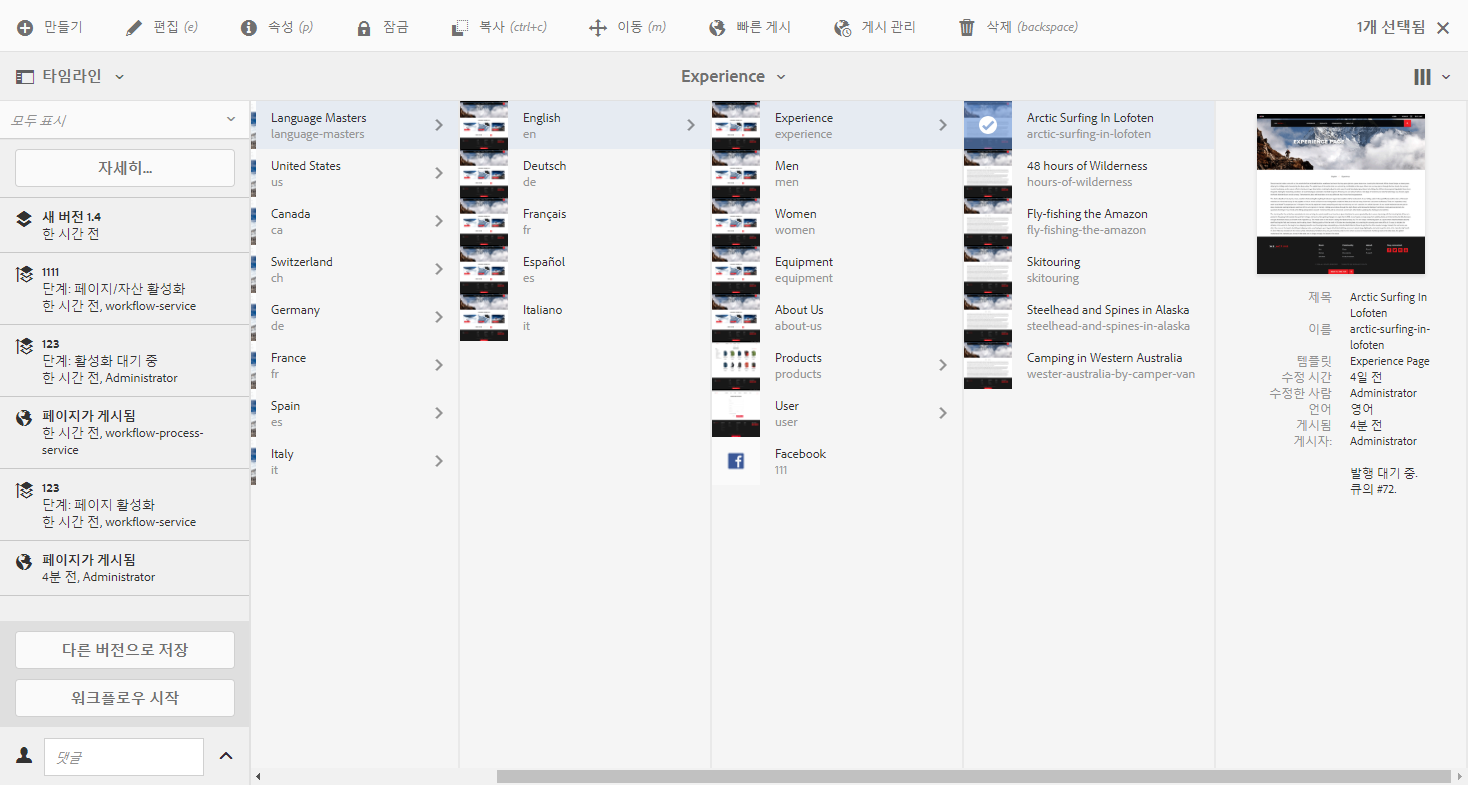 만들기 편집 (e) 속성 (p) 잠금 복사 (ctrl+c) 이동 (m) 빠른 게시 게시 관리 삭제 (backspace) 1개 선택됨
타임라인 Experience
모두 표시
자세히...
새 버전 1.4
한 시간 전
1111
단계: 페이지/자산 활성화
한 시간 전, workflow-service
123
단계: 활성화 대기 중
한 시간 전, Administrator
페이지가 게시됨
한 시간 전, workflow-process-
service
123
단계: 페이지 활성화
한 시간 전, workflow-service
페이지가 게시됨
4분 전, Administrator
다른 버전으로 저장
워크플로우 시작
댓글
Language Masters
language-masters
United States
us
Canada
ca
Switzerland
ch
Germany
de
France
fr
Spain
es
Italy
it
English
en
Deutsch
de
Français
fr
Español
es
Italiano
it
Experience
experience
Men
men
Women
women
Equipment
equipment
About Us
about-us
Products
products
User
user
Facebook
111
Arctic Surfing In Lofoten
arctic-surfing-in-lofoten
48 hours of Wilderness
hours-of-wilderness
Fly-fishing the Amazon
fly-fishing-the-amazon
Skitouring
skitouring
Steelhead and Spines in Alaska
steelhead-and-spines-in-alaska
Camping in Western Australia
wester-australia-by-camper-van
EXPERIENCE PAGE
제목 Arctic Surfing In
Lofoten
이름 arctic-surfing-in-
lofoten
템플릿 Experience Page
수정 시간 4일 전
수정한 사람 Administrator
언어 영어
게시됨 4분 전
게시자: Administrator
발행 대기 중.
큐의 #72.